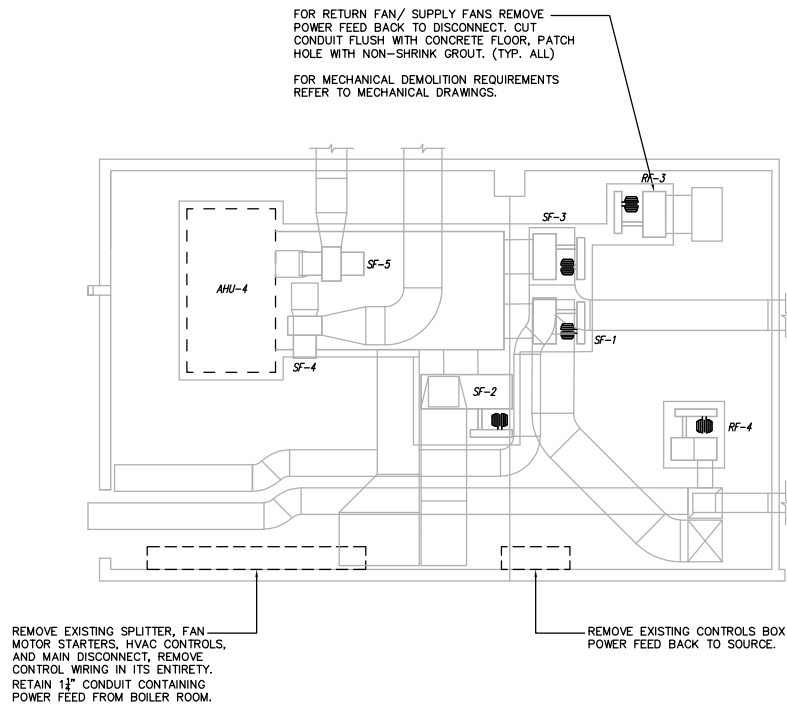 FOR RETURN FAN/ SUPPLY FANS REMOVE
POWER FEED BACK TO DISCONNECT. CUT
CONDUIT FLUSH WITH CONCRETE FLOOR, PATCH
HOLE WITH NON-SHRINK GROUT. (TYP. ALL)
FOR MECHANICAL DEMOLITION REQUIREMENTS
REFER TO MECHANICAL DRAWINGS.
RF-3
SF-3
SF-5
AHU-4
SF-1
SF-4
SF-2
RF-4
REMOVE EXISTING SPLITTER, FAN
MOTOR STARTERS, HVAC CONTROLS,
AND MAIN DISCONNECT, REMOVE
CONTROL WIRING IN ITS ENTIRETY.
RETAIN 1¼" CONDUIT CONTAINING
POWER FEED FROM BOILER ROOM.
REMOVE EXISTING CONTROLS BOX
POWER FEED BACK TO SOURCE.